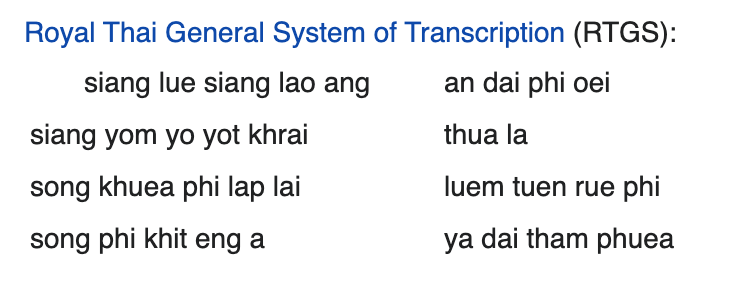 Royal Thai General System of Transcription (RTGS):
siang lue siang lao ang an dai phi oei
siang yom yo yot khrai thua la
song khuea phi lap lai luem tuen rue phi
song phi khit eng a ya dai tham phuea